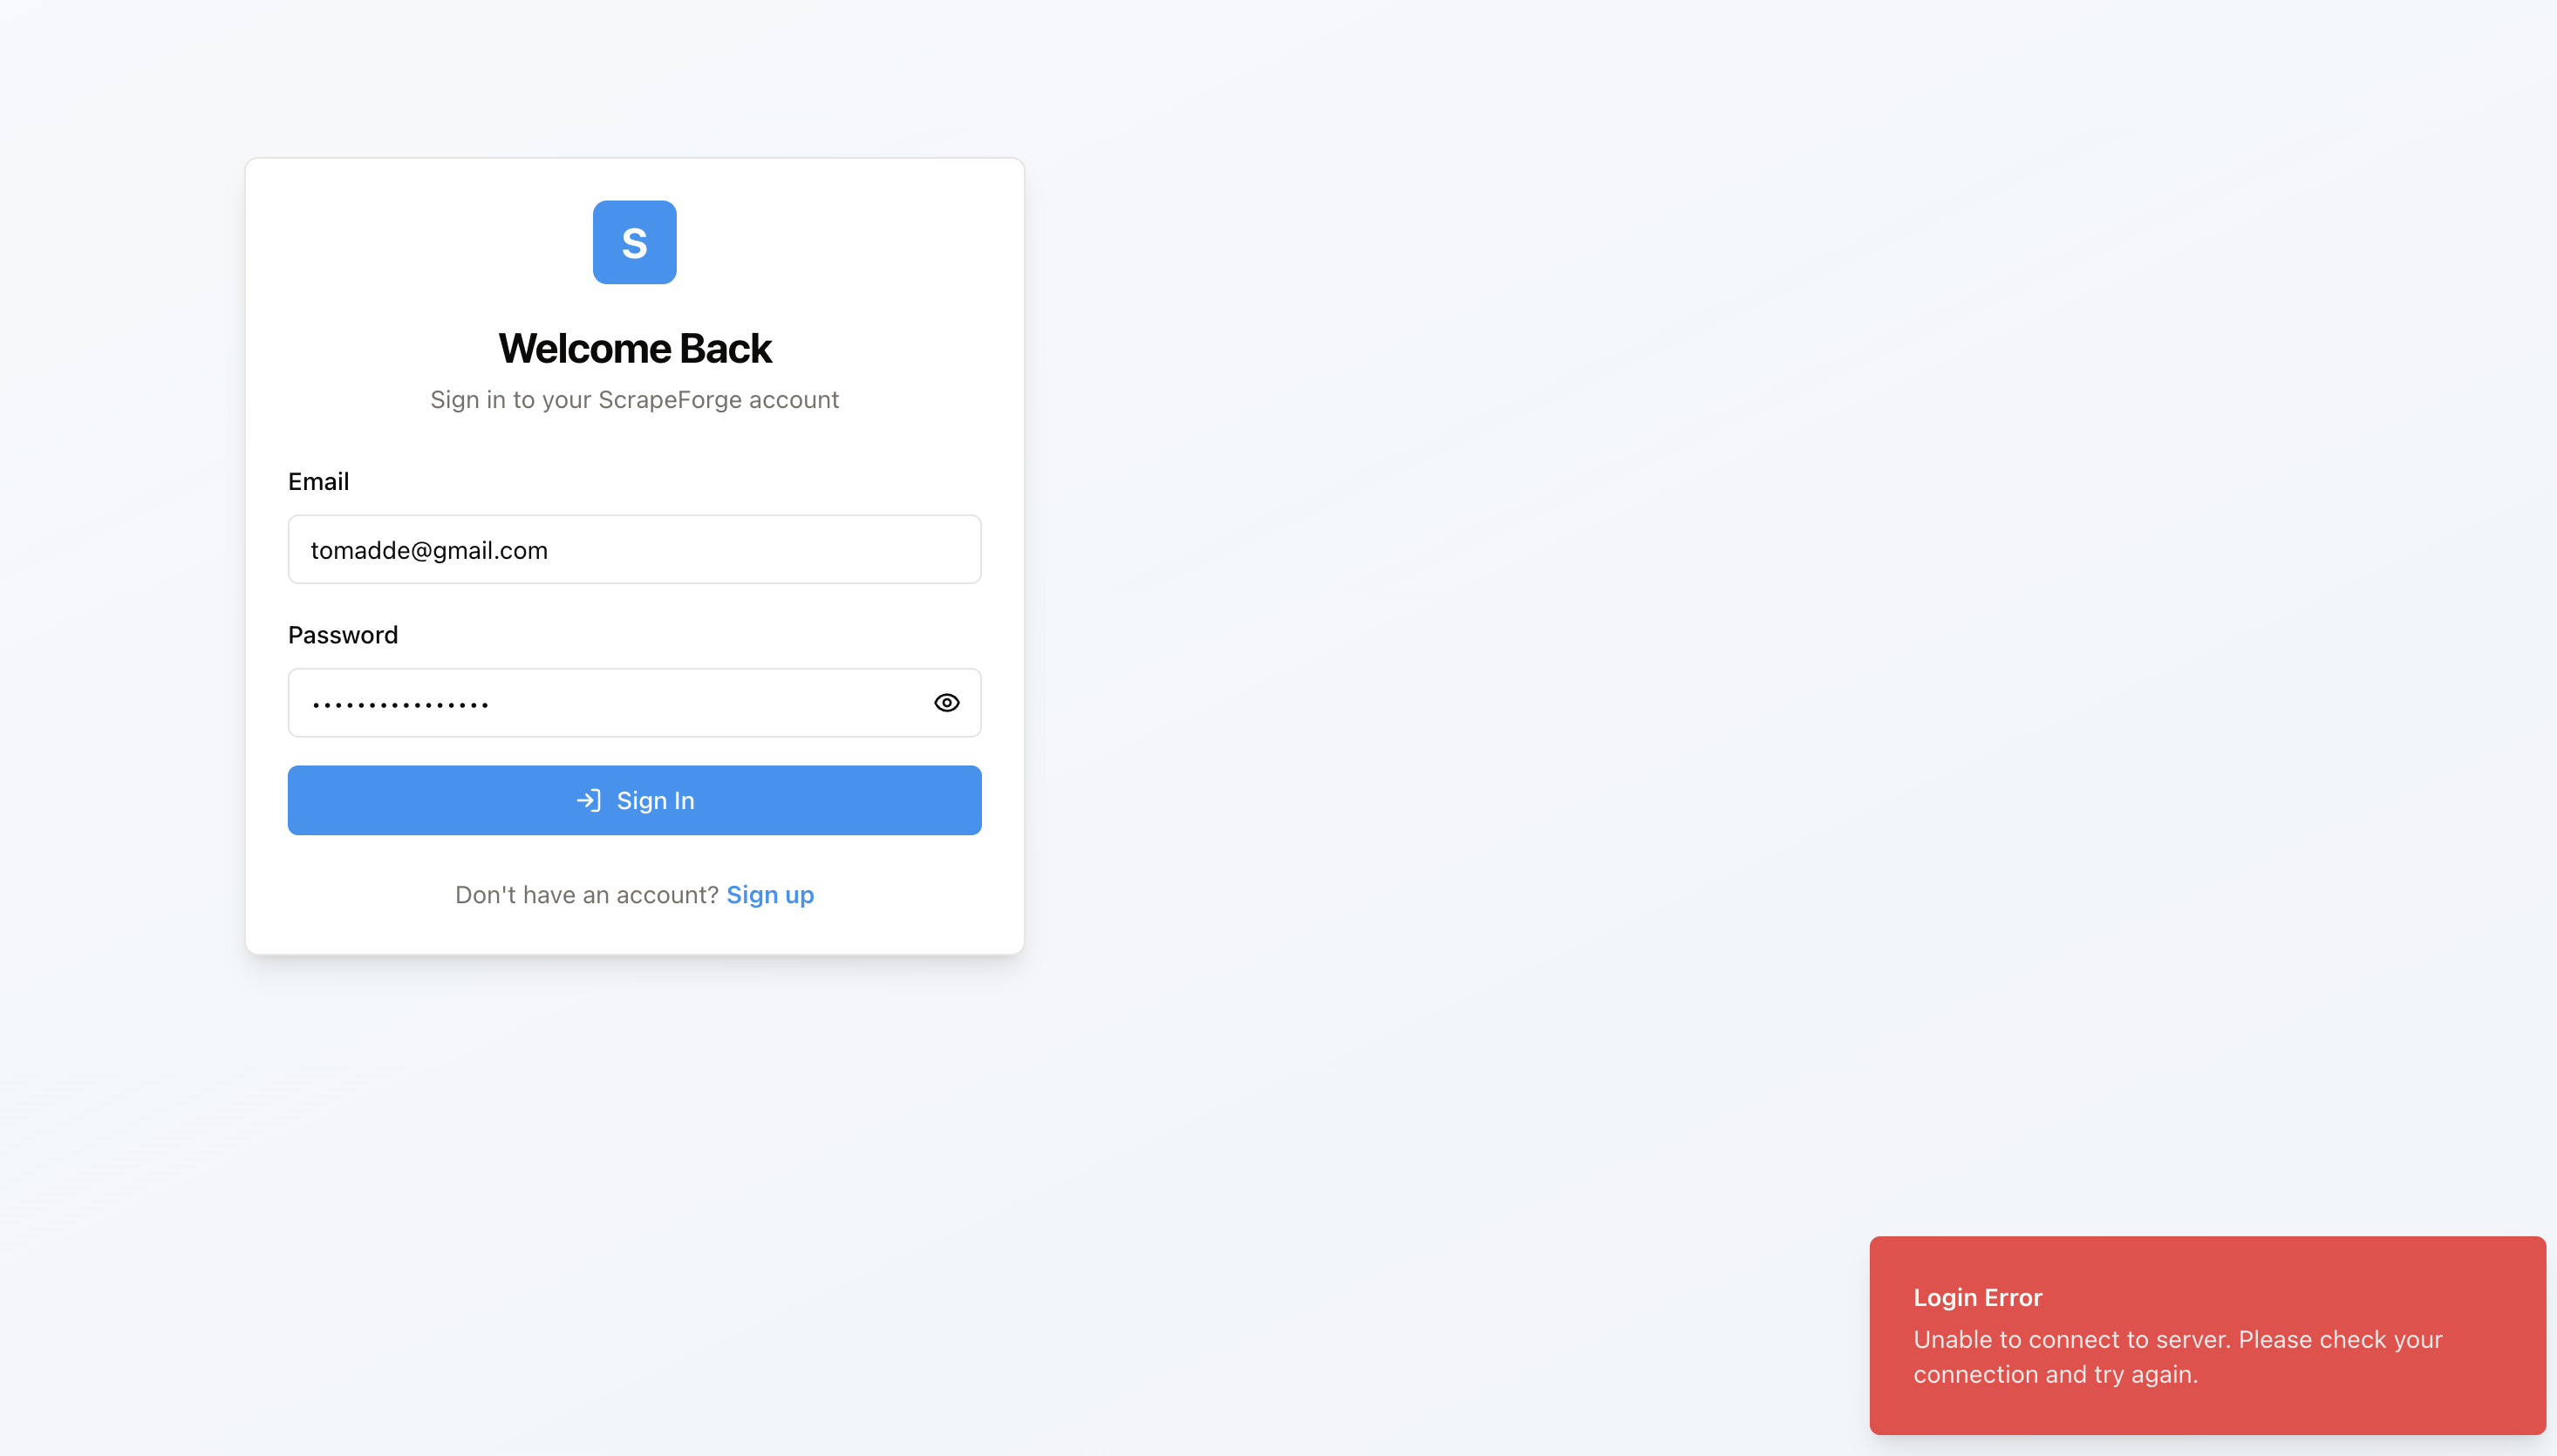 S
Welcome Back
Sign in to your ScrapeForge account
Email
tomadde@gmail.com
Password
••••••••••••••••
Sign In
Don't have an account? Sign up
Login Error
Unable to connect to server. Please check your
connection and try again.